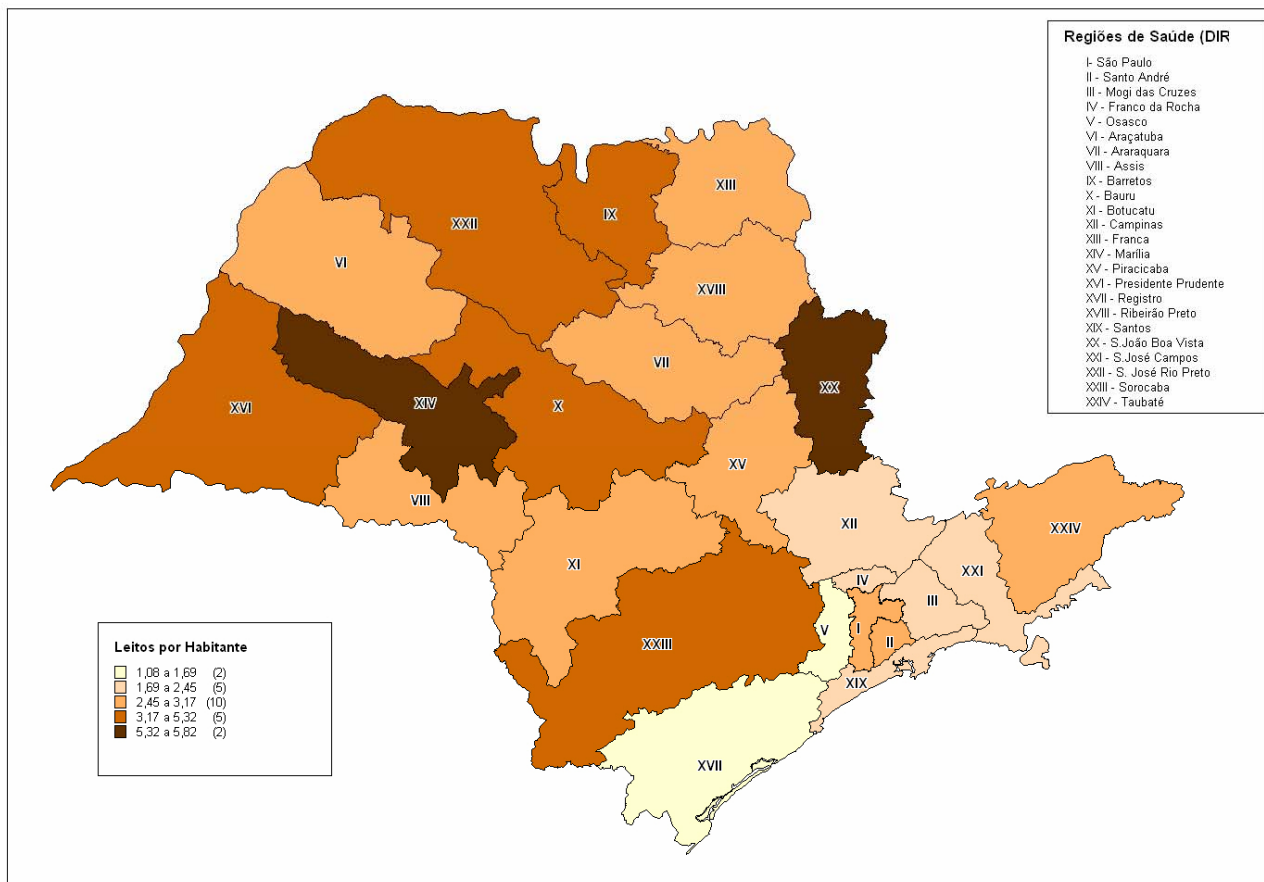 Regiões de Saúde (DIR
I- São Paulo
II - Santo André
III - Mogi das Cruzes
IV - Franco da Rocha
V - Osasco
VI - Araçatuba
VII - Araraquara
VIII - Assis
IX - Barretos
X - Bauru
XI - Botucatu
XII - Campinas
XIII - Franca
XIV - Marília
XV - Piracicaba
XVI - Presidente Prudente
XVII - Registro
XVIII - Ribeirão Preto
XIX - Santos
XX - S.João Boa Vista
XXI - S.José Campos
XXII - S. José Rio Preto
XXIII - Sorocaba
XXIV - Taubaté
XIII
IX
XXII
VI
XVIII
VII
XX
XIV
X
XVI
XV
VIII
XII
XXIV
XI
IV
XXI
III
V
I
II
XXIII
XIX
XVII
Leitos por Habitante
1,08 a 1,69 (2)
1,69 a 2,45 (5)
2,45 a 3,17 (10)
3,17 a 5,32 (5)
5,32 a 5,82 (2)